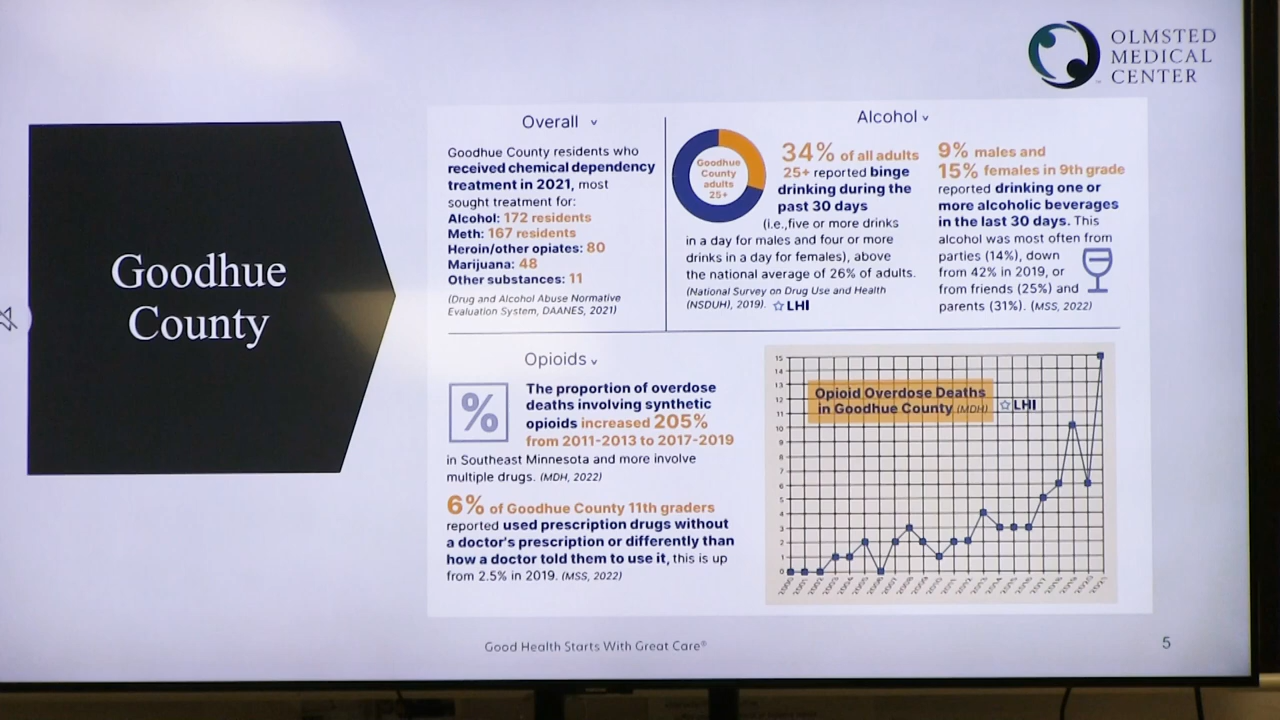 OLMSTED
MEDICAL
CENTER
Goodhue
County
Overall
Goodhue County residents who
received chemical dependency
treatment in 2021, most
sought treatment for:
Alcohol: 172 residents
Meth: 167 residents
Heroin/other opiates: 80
Marijuana: 48
Other substances: 11
(Drug and Alcohol Abuse Normative
Evaluation System, DAANES, 2021)
Alcohol
Goodhue
County
adults
25+
34% of all adults
25+ reported binge
drinking during the
past 30 days
(i.e.,five or more drinks
in a day for males and four or more
drinks in a day for females), above
the national average of 26% of adults.
(National Survey on Drug Use and Health
(NSDUH), 2019). ☆LHI
9% males and
15% females in 9th grade
reported drinking one or
more alcoholic beverages
in the last 30 days. This
alcohol was most often from
parties (14%), down
from 42% in 2019, or
from friends (25%) and
parents (31%). (MSS, 2022)
Opioids
%
The proportion of overdose
deaths involving synthetic
opioids increased 205%
from 2011-2013 to 2017-2019
in Southeast Minnesota and more involve
multiple drugs. (MDH, 2022)
6% of Goodhue County 11th graders
reported used prescription drugs without
a doctor's prescription or differently than
how a doctor told them to use it, this is up
from 2.5% in 2019. (MSS, 2022)
Opioid Overdose Deaths
in Goodhue County (MDH) ☆LHI
15
14
13
12
11
10
9
8
7
6
5
4
3
2
1
0
Good Health Starts With Great Care®
5